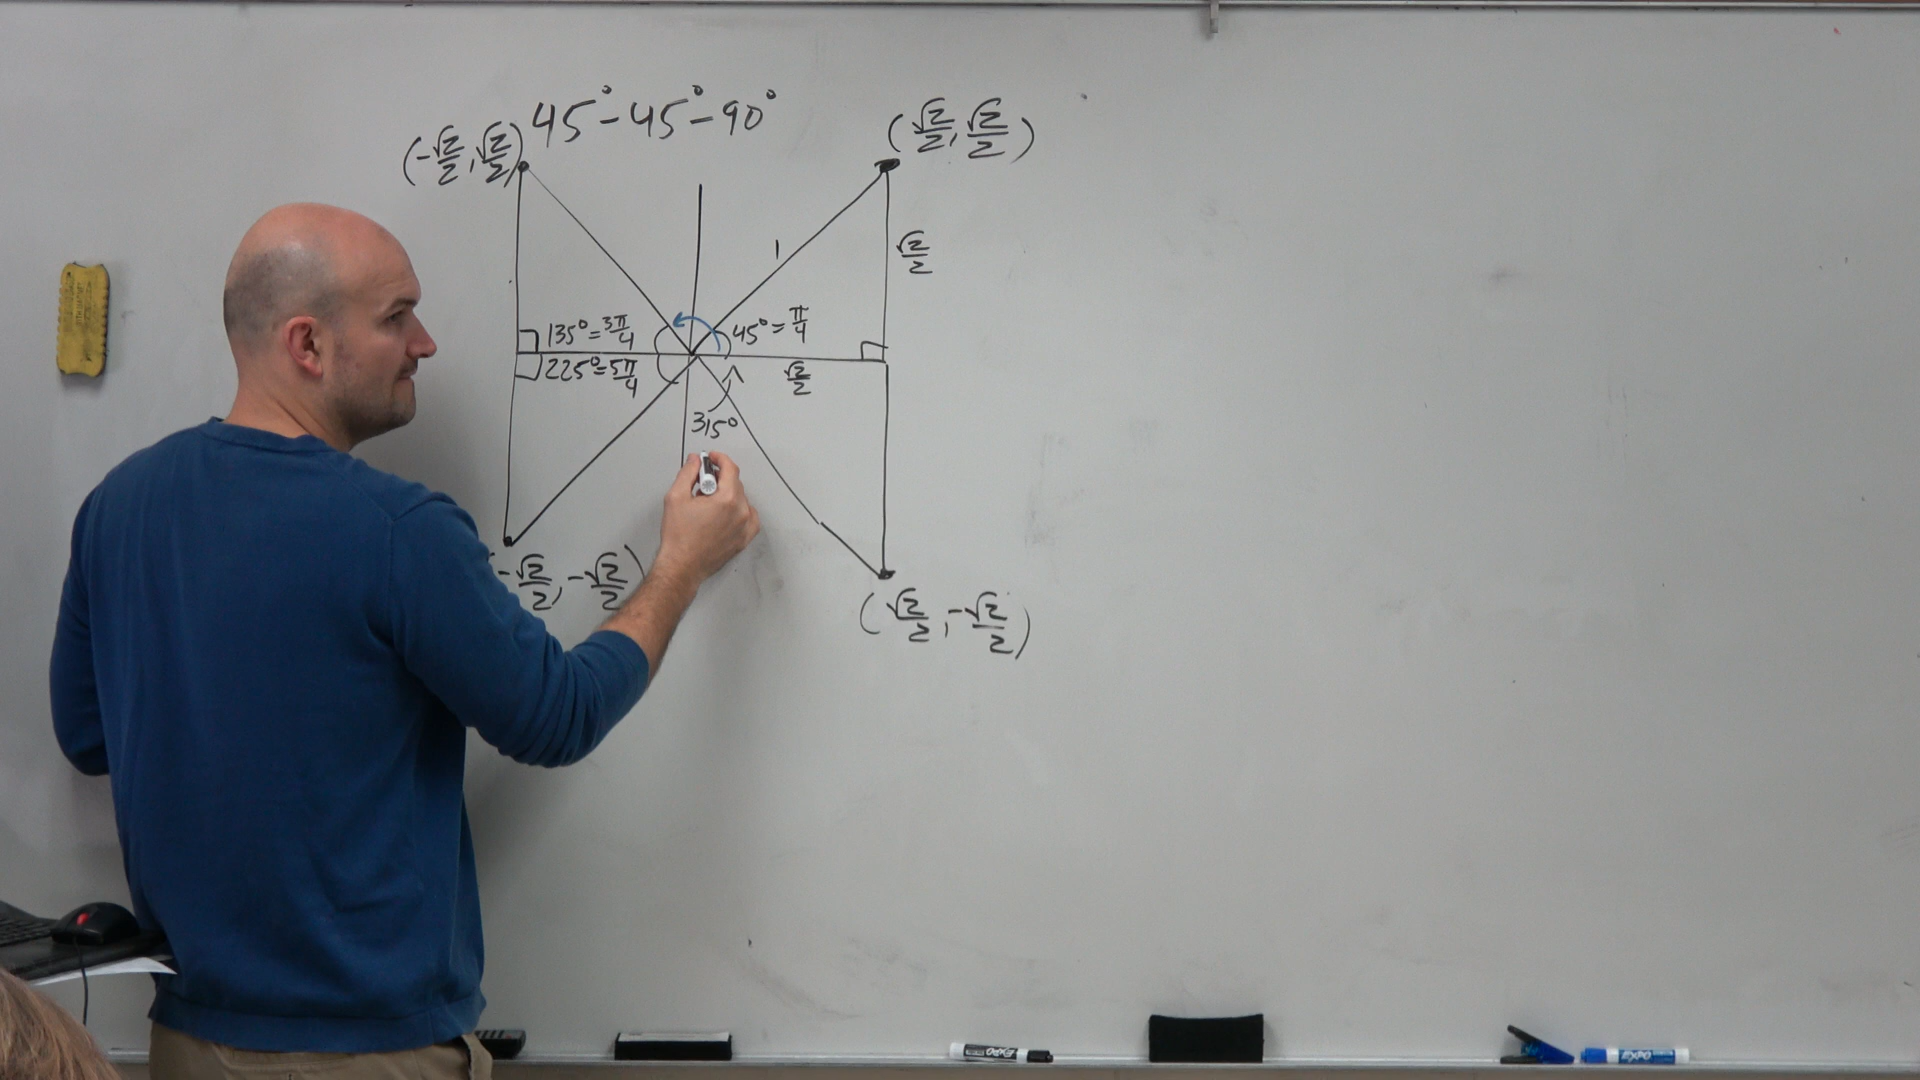 45°-45°-90°
(-√2/2, √2/2)
(√2/2, √2/2)
1
√2/2
135°=3π/4
45°=π/4
225°=5π/4
√2/2
315°
(-√2/2, -√2/2)
(√2/2, -√2/2)
EXPO
EXPO